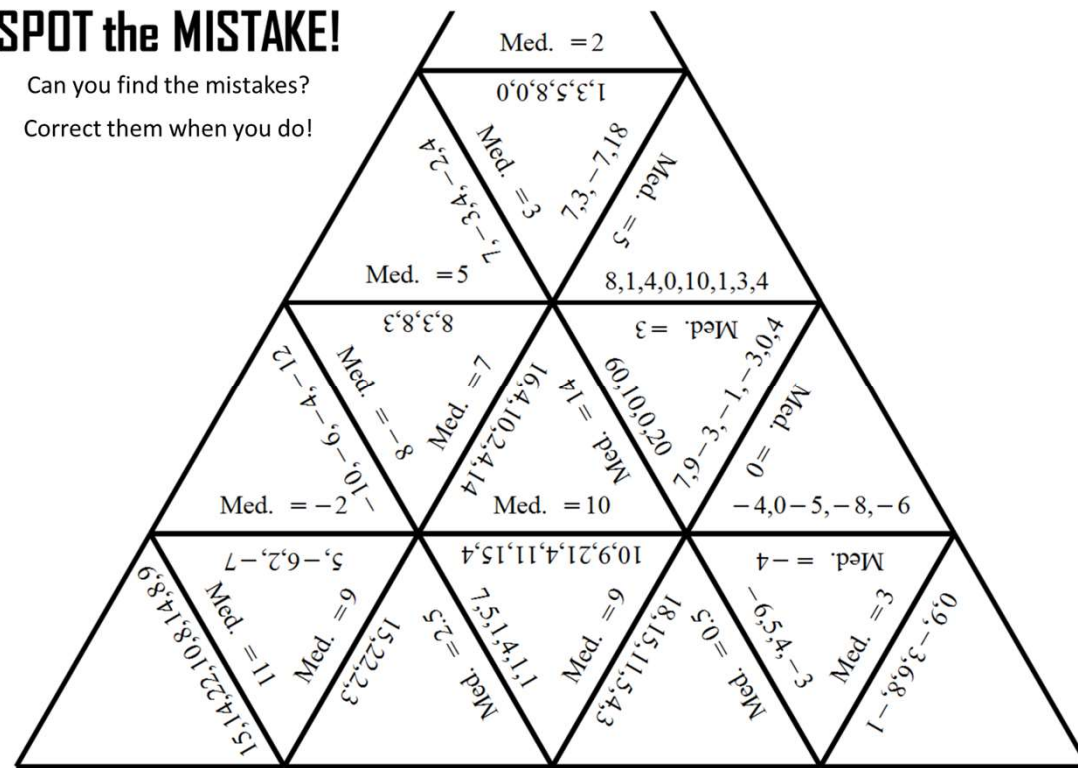 SPOT the MISTAKE!
Can you find the mistakes?
Correct them when you do!
Med. =2
1,3,5,8,0,0
7,−3,4,−2,4
Med. =3
7,3,−7,18
Med. =5
Med. =5
8,1,4,0,10,1,3,4
8,3,8,3
Med. =3
−10,−6,−4,−12
Med. =−8
Med. =7
16,4,10,2,4,14
Med. =14
60,10,0,20
7,9−3,−1,−3,0,4
Med. =0
Med. =−2
Med. =10
−4,0−5,−8,−6
5,−6,2,−7
10,9,21,4,11,15,4
Med. =−4
15,14,22,10,8,14,8,9
Med. =11
Med. =6
15,22,2,3
Med. =2.5
7,5,1,4,1,1
Med. =6
18,15,11,5,4,3
Med. =0.5
−9,5,4,−3
Med. =3
0,9,−3,6,8,−1